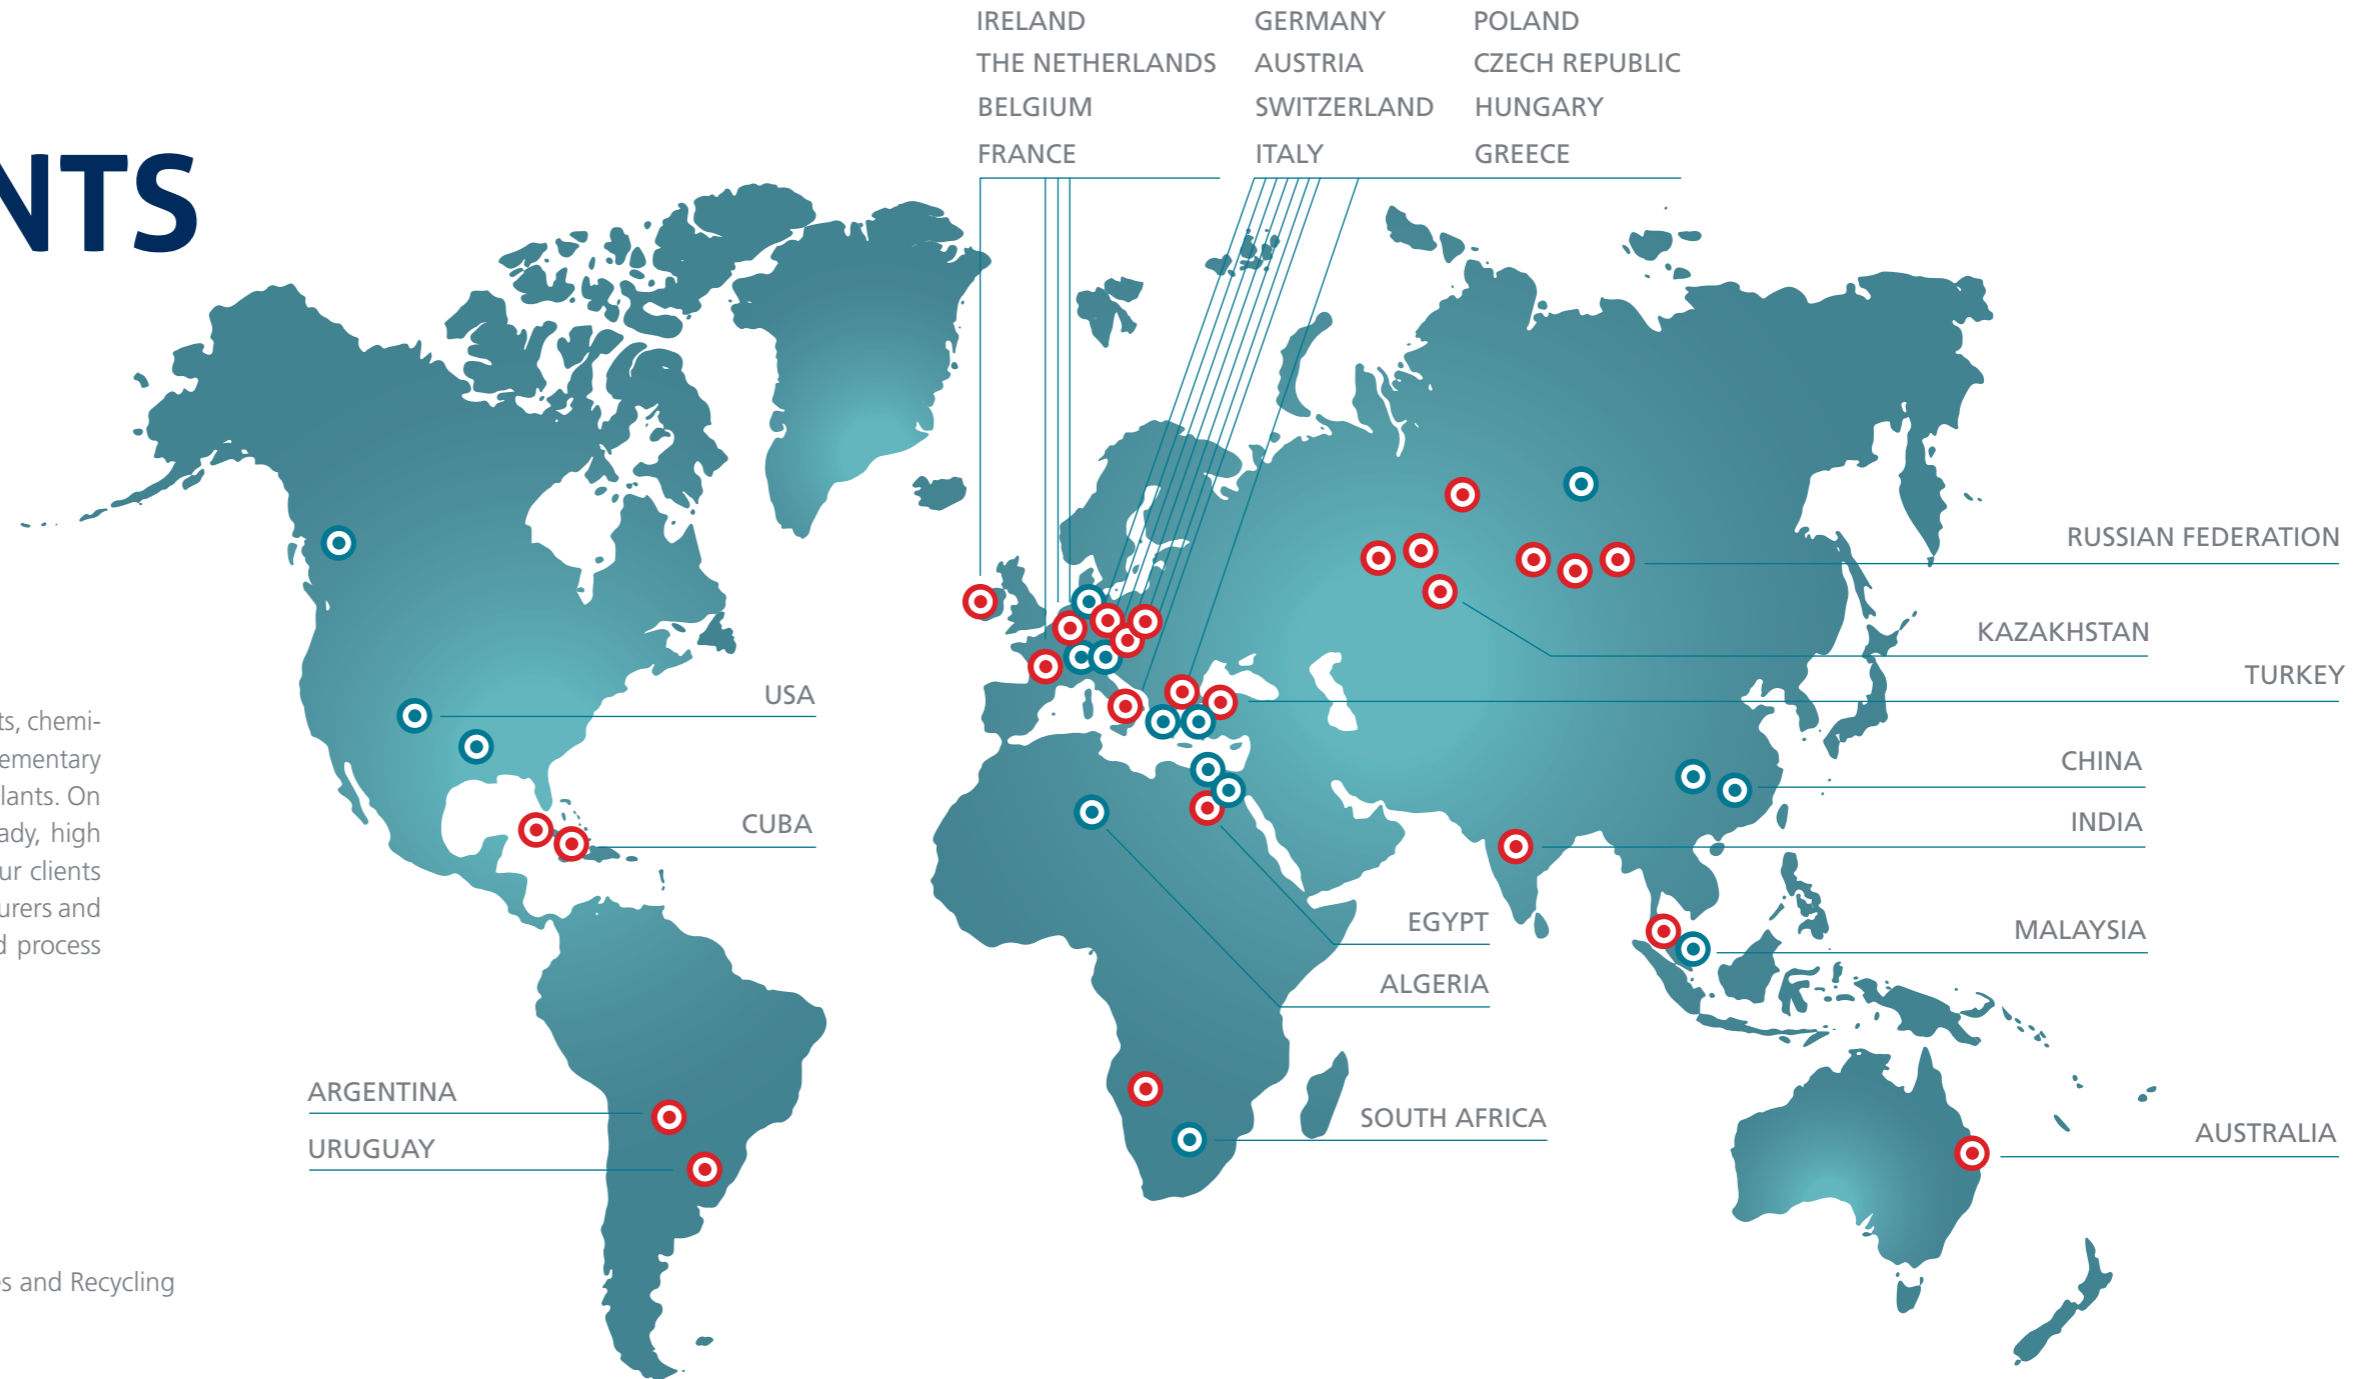 NTS
IRELAND
THE NETHERLANDS
BELGIUM
FRANCE
GERMANY
AUSTRIA
SWITZERLAND
ITALY
POLAND
CZECH REPUBLIC
HUNGARY
GREECE
ts, chemi-
ementary
lants. On
ady, high
ur clients
urers and
d process
s and Recycling
USA
CUBA
ARGENTINA
URUGUAY
EGYPT
ALGERIA
SOUTH AFRICA
RUSSIAN FEDERATION
KAZAKHSTAN
TURKEY
CHINA
INDIA
MALAYSIA
AUSTRALIA